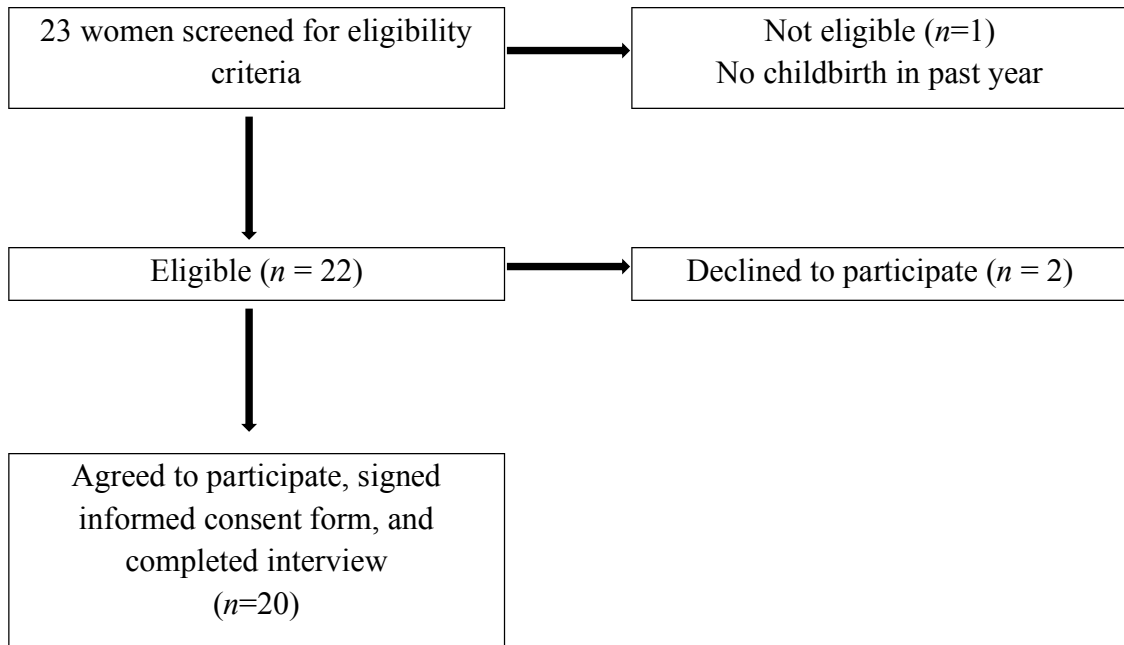 23 women screened for eligibility
criteria
Not eligible (n=1)
No childbirth in past year
Eligible (n = 22)
Declined to participate (n = 2)
Agreed to participate, signed
informed consent form, and
completed interview
(n=20)